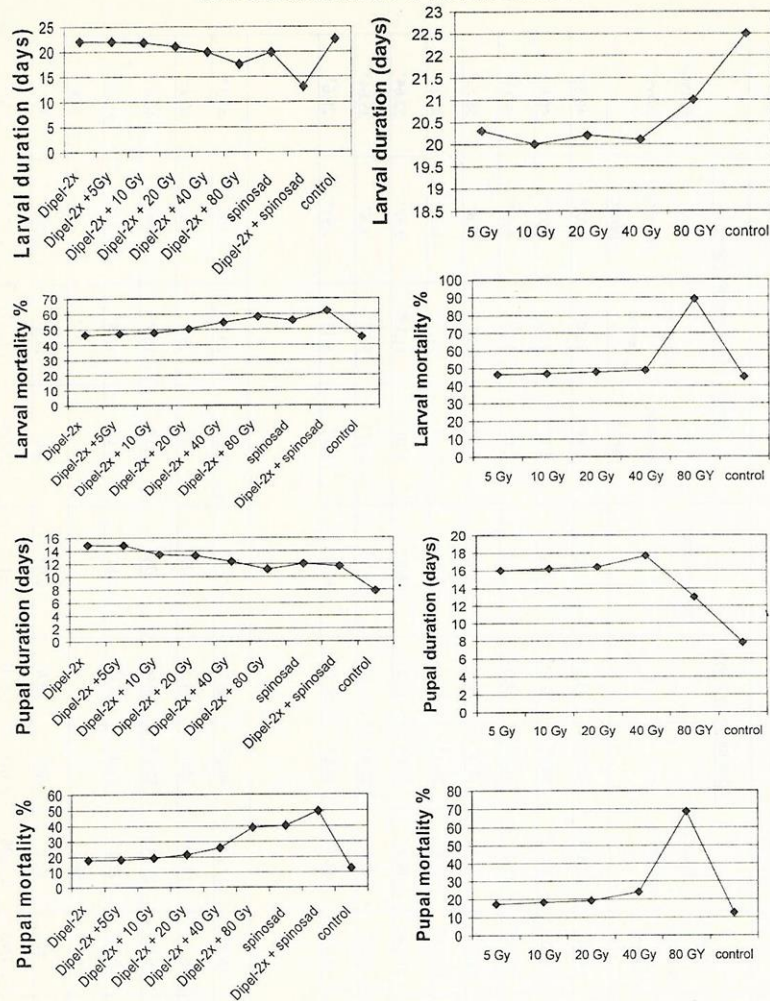 Larval duration (days)
25
20
15
10
5
0
Dipel-2x
Dipel-2x +5Gy
Dipel-2x + 10 Gy
Dipel-2x + 20 Gy
Dipel-2x + 40 Gy
Dipel-2x + 80 Gy
spinosad
Dipel-2x + spinosad
control
Larval duration (days)
23
22.5
22
21.5
21
20.5
20
19.5
19
18.5
5 Gy 10 Gy 20 Gy 40 Gy 80 GY control
Larval mortality %
70
60
50
40
30
20
10
0
Dipel-2x
Dipel-2x +5Gy
Dipel-2x + 10 Gy
Dipel-2x + 20 Gy
Dipel-2x + 40 Gy
Dipel-2x + 80 Gy
spinosad
Dipel-2x + spinosad
control
Larval mortality %
100
90
80
70
60
50
40
30
20
10
0
5 Gy 10 Gy 20 Gy 40 Gy 80 GY control
Pupal duration (days)
16
14
12
10
8
6
4
2
0
Dipel-2x
Dipel-2x +5Gy
Dipel-2x + 10 Gy
Dipel-2x + 20 Gy
Dipel-2x + 40 Gy
Dipel-2x + 80 Gy
spinosad
Dipel-2x + spinosad
control
Pupal duration (days)
20
18
16
14
12
10
8
6
4
2
0
5 Gy 10 Gy 20 Gy 40 Gy 80 GY control
Pupal mortality %
60
50
40
30
20
10
0
Dipel-2x
Dipel-2x +5Gy
Dipel-2x + 10 Gy
Dipel-2x + 20 Gy
Dipel-2x + 40 Gy
Dipel-2x + 80 Gy
spinosad
Dipel-2x + spinosad
control
Pupal mortality %
80
70
60
50
40
30
20
10
0
5 Gy 10 Gy 20 Gy 40 Gy 80 GY control